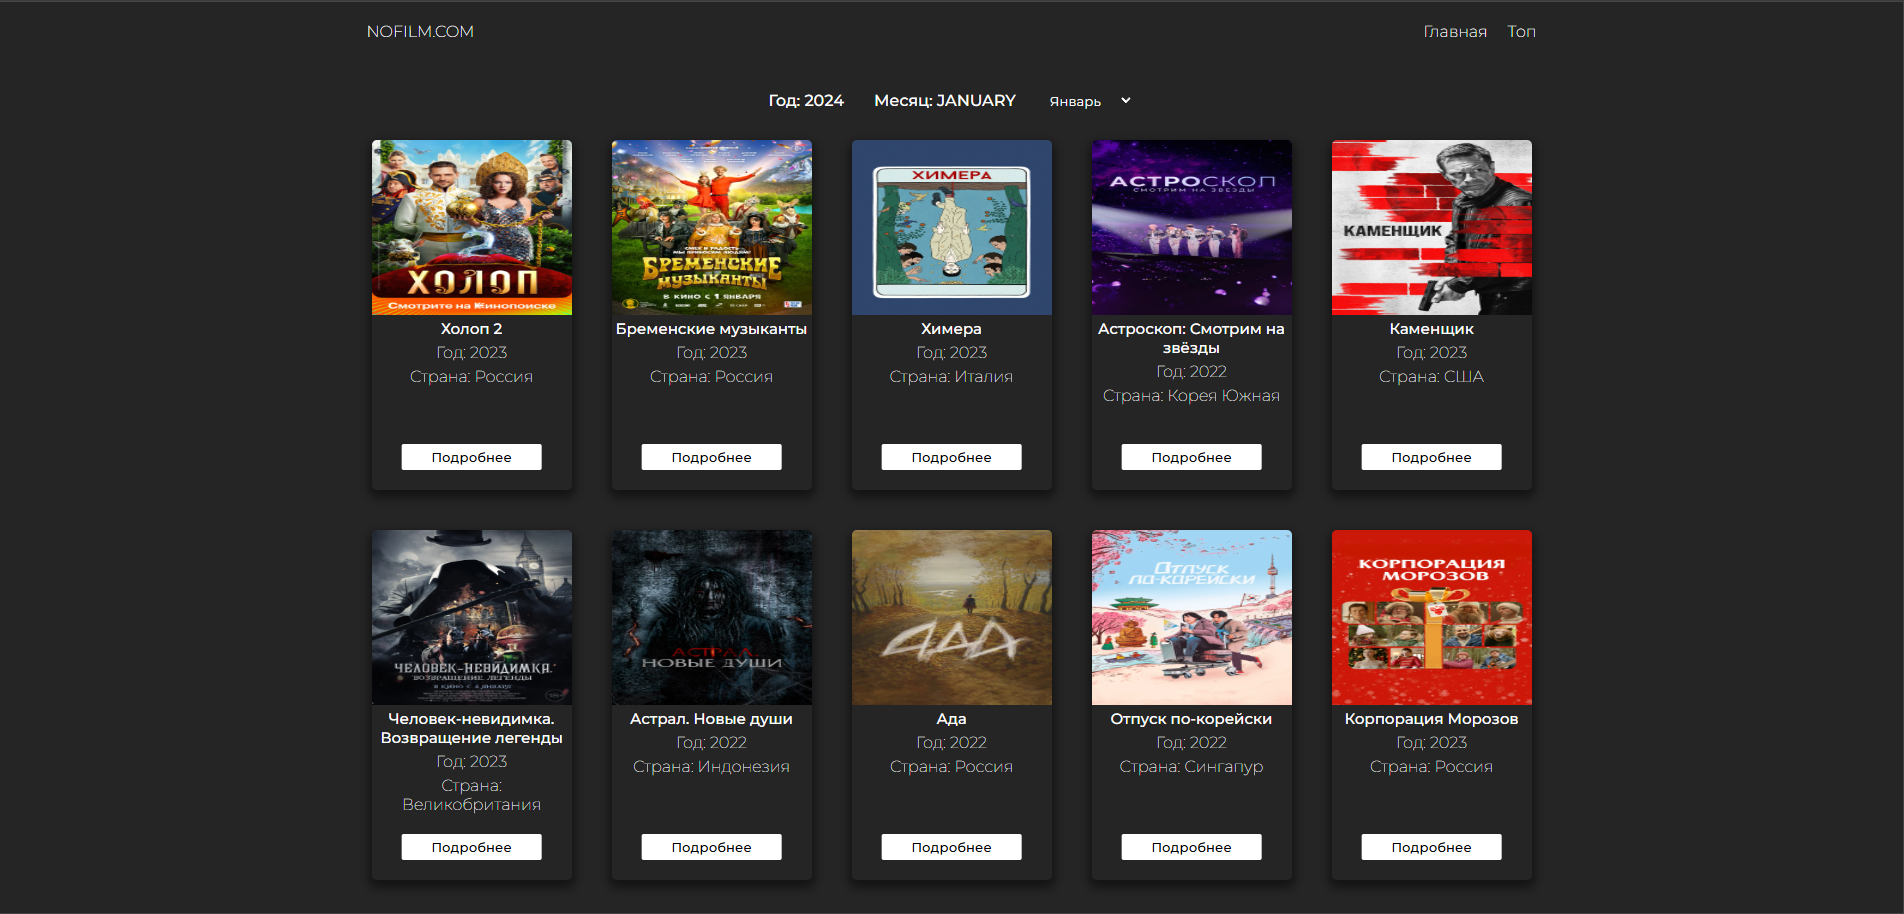 NOFILM.COM
Главная Топ
Год: 2024 Месяц: JANUARY Январь
ХОЛОП
Смотрите на Кинопоиске
БРЕМЕНСКИЕ
МУЗЫКАНТЫ
В КИНО С 1 ЯНВАРЯ
ХИМЕРА
АСТРОСКОП
СМОТРИМ НА ЗВЕЗДЫ
КАМЕНЩИК
Холоп 2
Год: 2023
Страна: Россия
Подробнее
Бременские музыканты
Год: 2023
Страна: Россия
Подробнее
Химера
Год: 2023
Страна: Италия
Подробнее
Астроскоп: Смотрим на
звёзды
Год: 2022
Страна: Корея Южная
Подробнее
Каменщик
Год: 2023
Страна: США
Подробнее
ЧЕЛОВЕК-НЕВИДИМКА.
ВОЗВРАЩЕНИЕ ЛЕГЕНДЫ
В КИНО С 4 ЯНВАРЯ
АСТРАЛ
НОВЫЕ ДУШИ
АДА
Отпуск
по-корейски
КОРПОРАЦИЯ
МОРОЗОВ
Человек-невидимка.
Возвращение легенды
Год: 2023
Страна:
Великобритания
Подробнее
Астрал. Новые души
Год: 2022
Страна: Индонезия
Подробнее
Ада
Год: 2022
Страна: Россия
Подробнее
Отпуск по-корейски
Год: 2022
Страна: Сингапур
Подробнее
Корпорация Морозов
Год: 2023
Страна: Россия
Подробнее